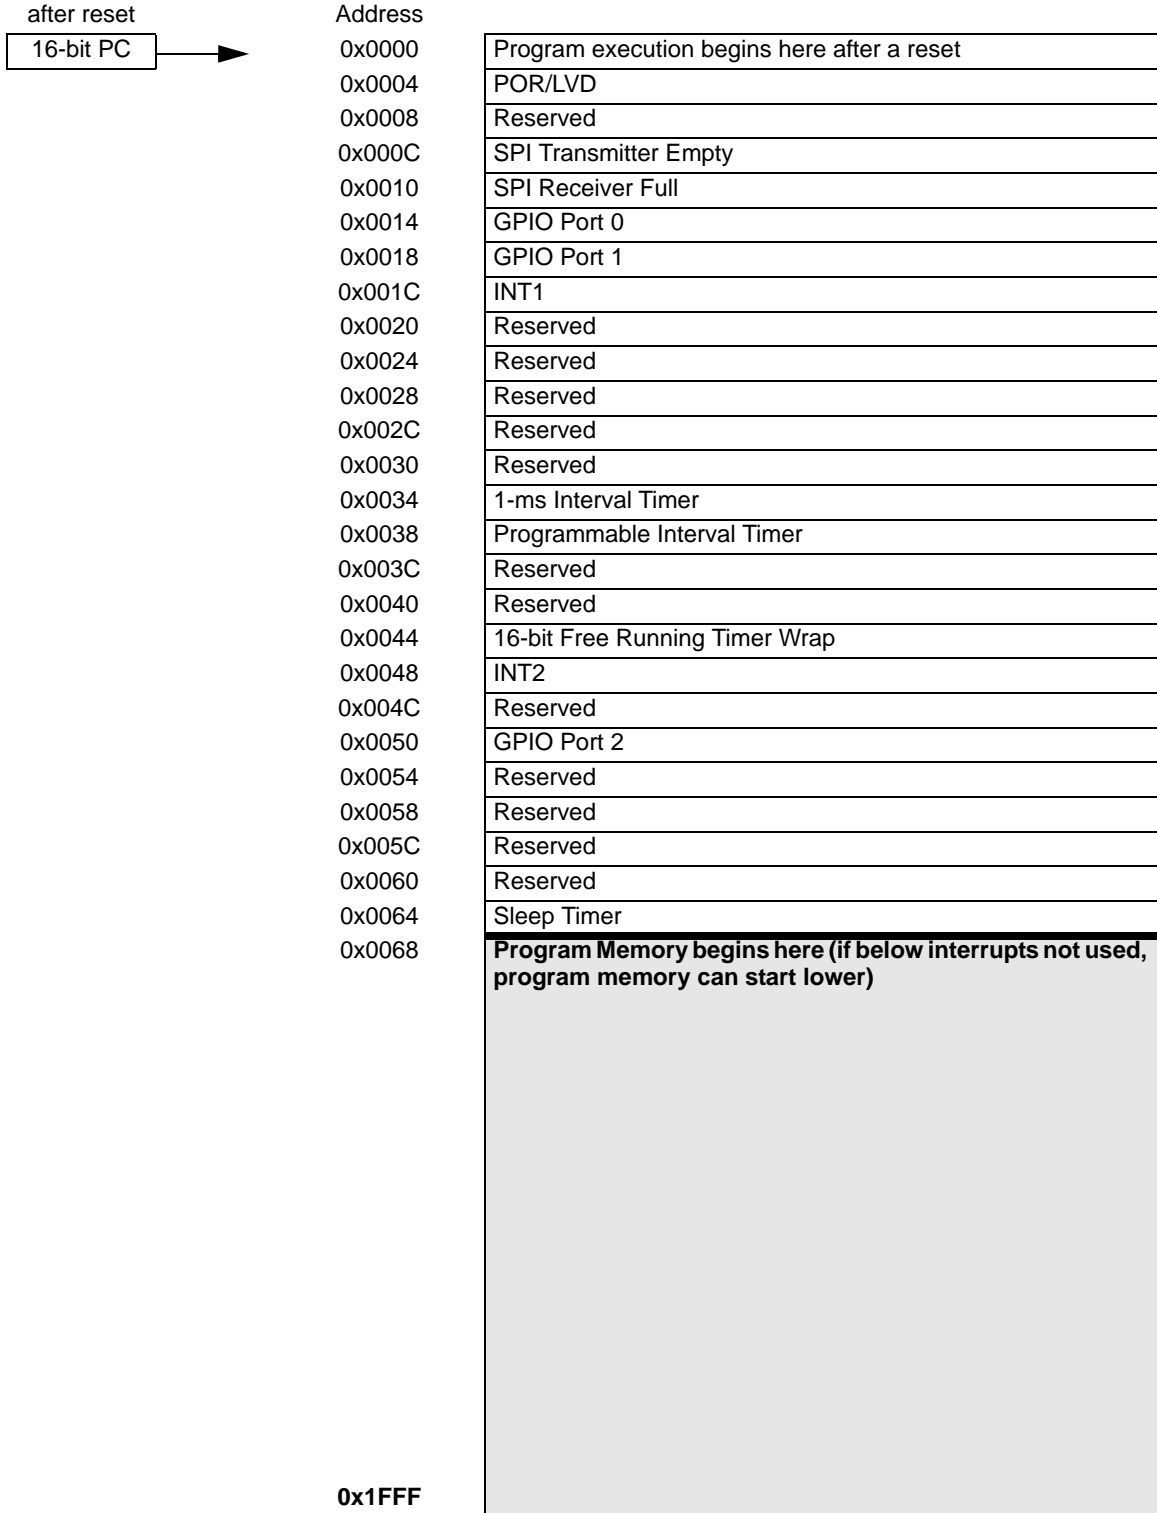 after reset Address
16-bit PC 0x0000 Program execution begins here after a reset
0x0004 POR/LVD
0x0008 Reserved
0x000C SPI Transmitter Empty
0x0010 SPI Receiver Full
0x0014 GPIO Port 0
0x0018 GPIO Port 1
0x001C INT1
0x0020 Reserved
0x0024 Reserved
0x0028 Reserved
0x002C Reserved
0x0030 Reserved
0x0034 1-ms Interval Timer
0x0038 Programmable Interval Timer
0x003C Reserved
0x0040 Reserved
0x0044 16-bit Free Running Timer Wrap
0x0048 INT2
0x004C Reserved
0x0050 GPIO Port 2
0x0054 Reserved
0x0058 Reserved
0x005C Reserved
0x0060 Reserved
0x0064 Sleep Timer
0x0068 Program Memory begins here (if below interrupts not used,
program memory can start lower)
0x1FFF